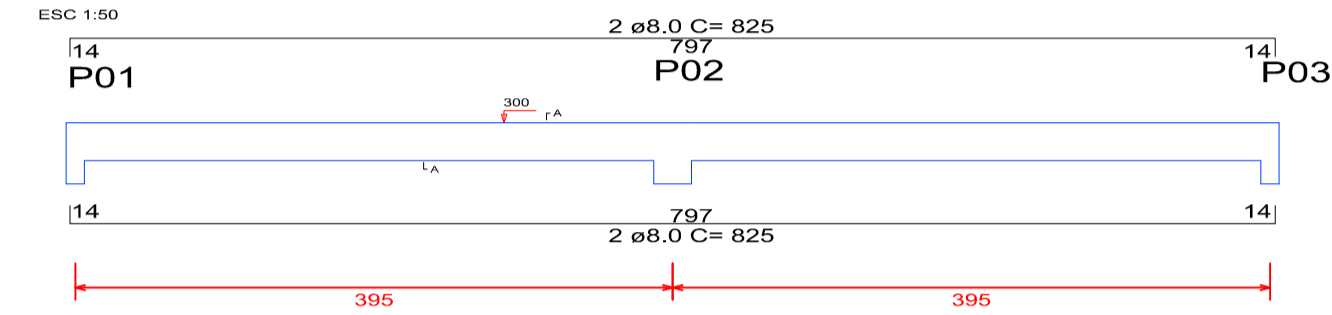 ESC 1:50
2 ø8.0 C= 825
14 797 14
P01 P02 P03
300
A
A
14 797 14
2 ø8.0 C= 825
395 395